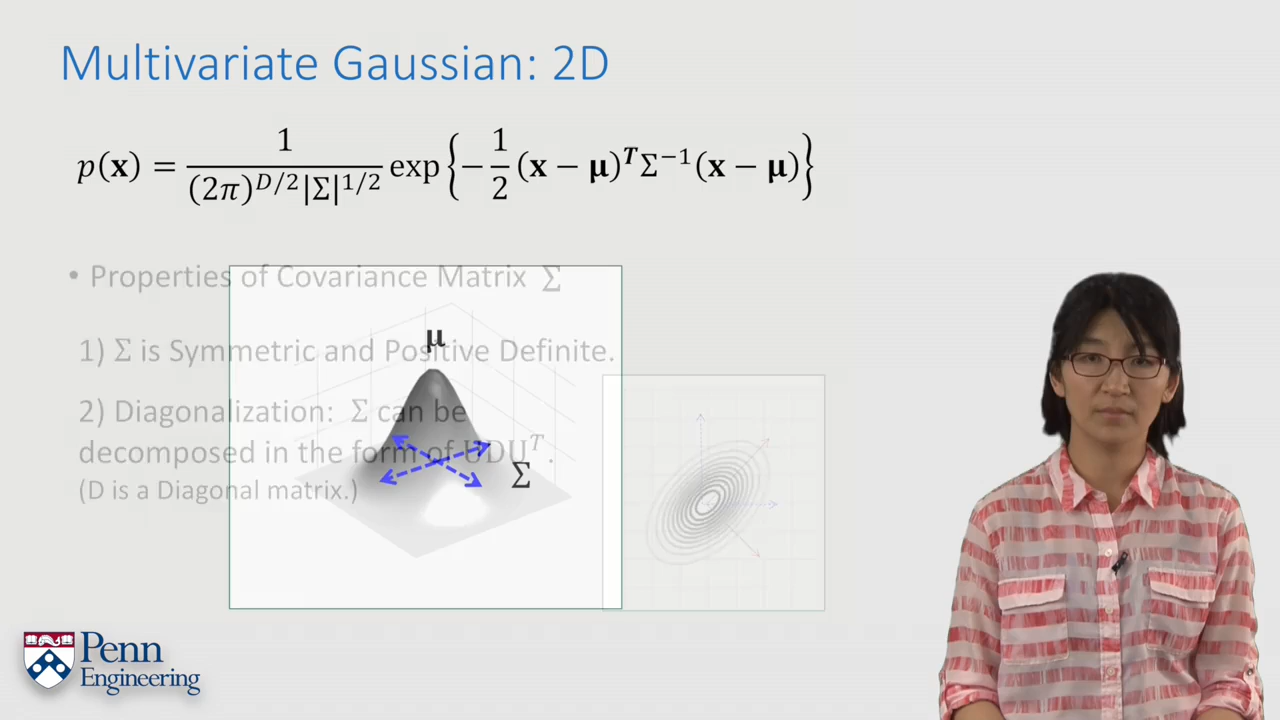 Multivariate Gaussian: 2D
p(x) = 1 / (2π)^{D/2}|Σ|^{1/2} exp{−1/2 (x − μ)^T Σ^{−1}(x − μ)}
• Properties of Covariance Matrix Σ
μ
1) Σ is Symmetric and Positive Definite.
2) Diagonalization: Σ can be
decomposed in the form of UDU^T.
Σ
(D is a Diagonal matrix.)
Penn
Engineering